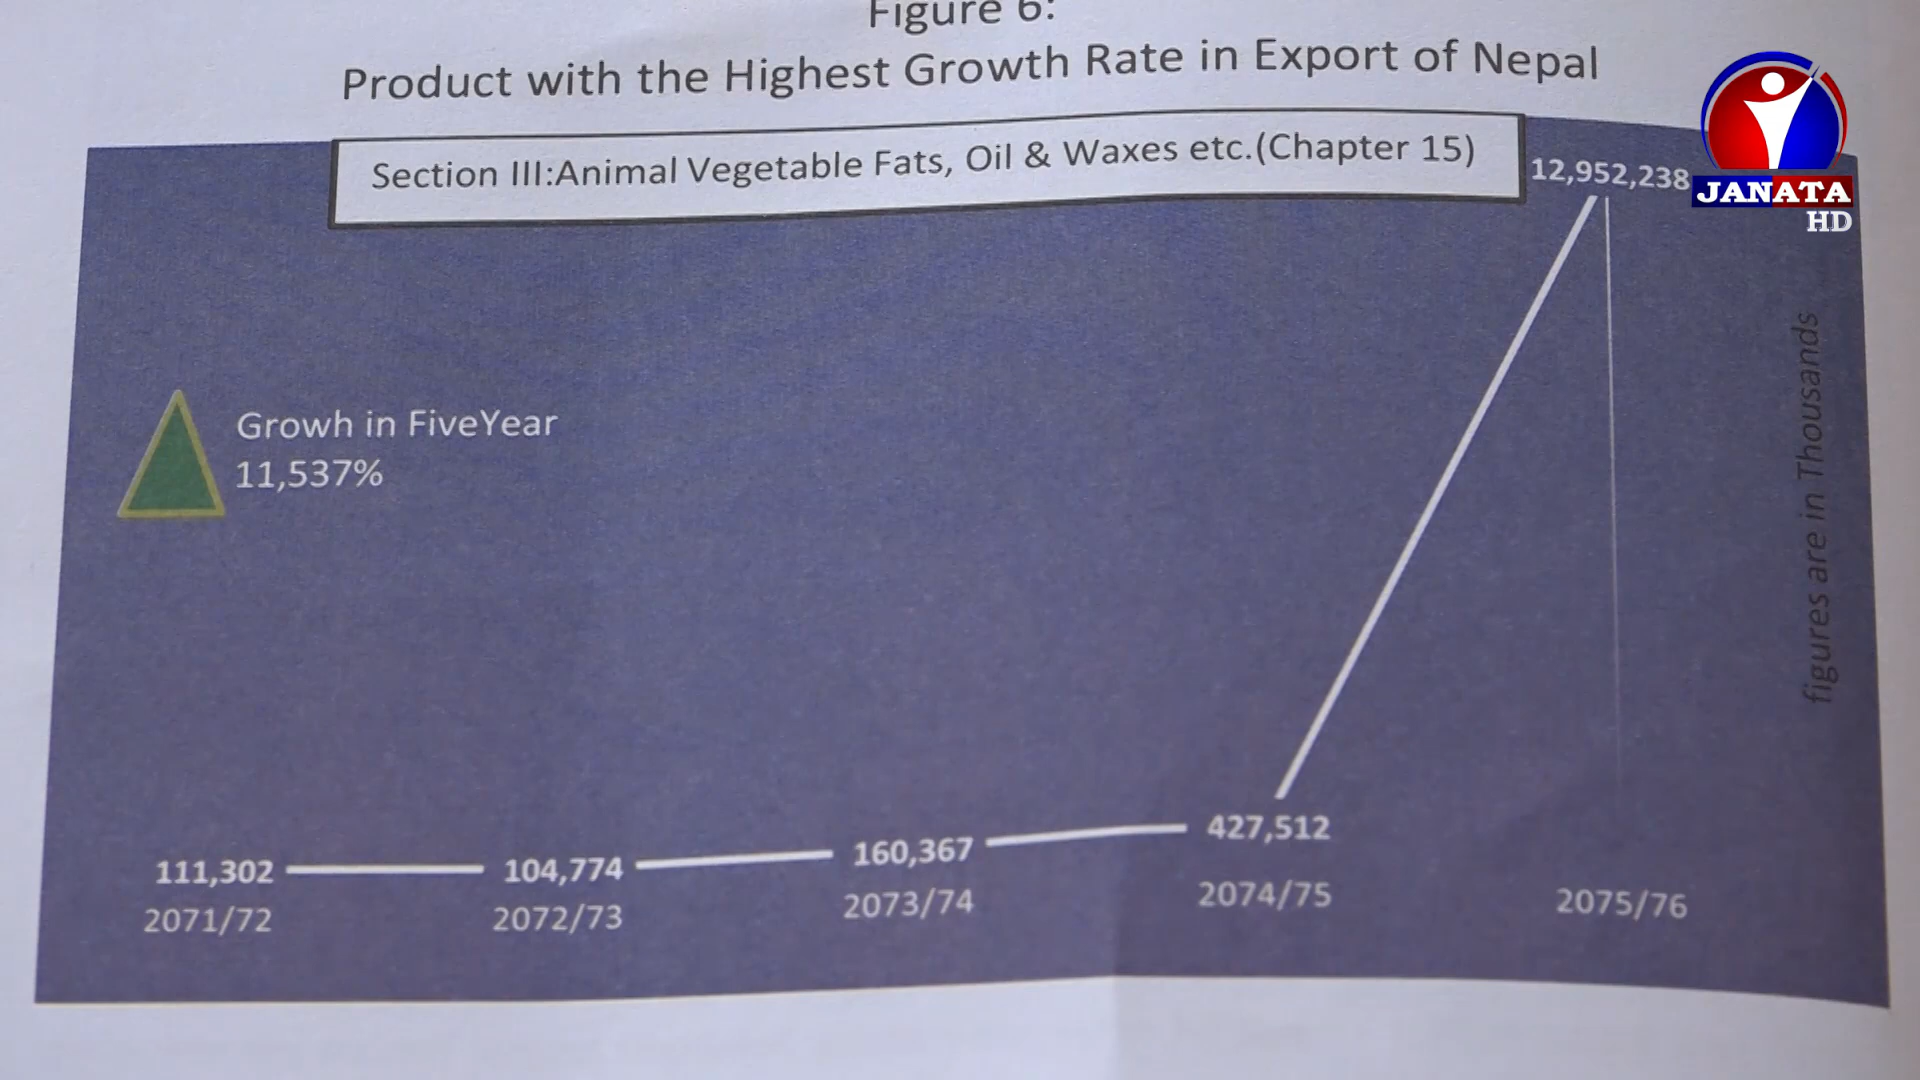 Figure 6:
Product with the Highest Growth Rate in Export of Nepal
Section III:Animal Vegetable Fats, Oil & Waxes etc.(Chapter 15)
12,952,238
JANATA
HD
figures are in Thousands
Growh in FiveYear
11,537%
111,302
104,774
160,367
427,512
2071/72
2072/73
2073/74
2074/75
2075/76